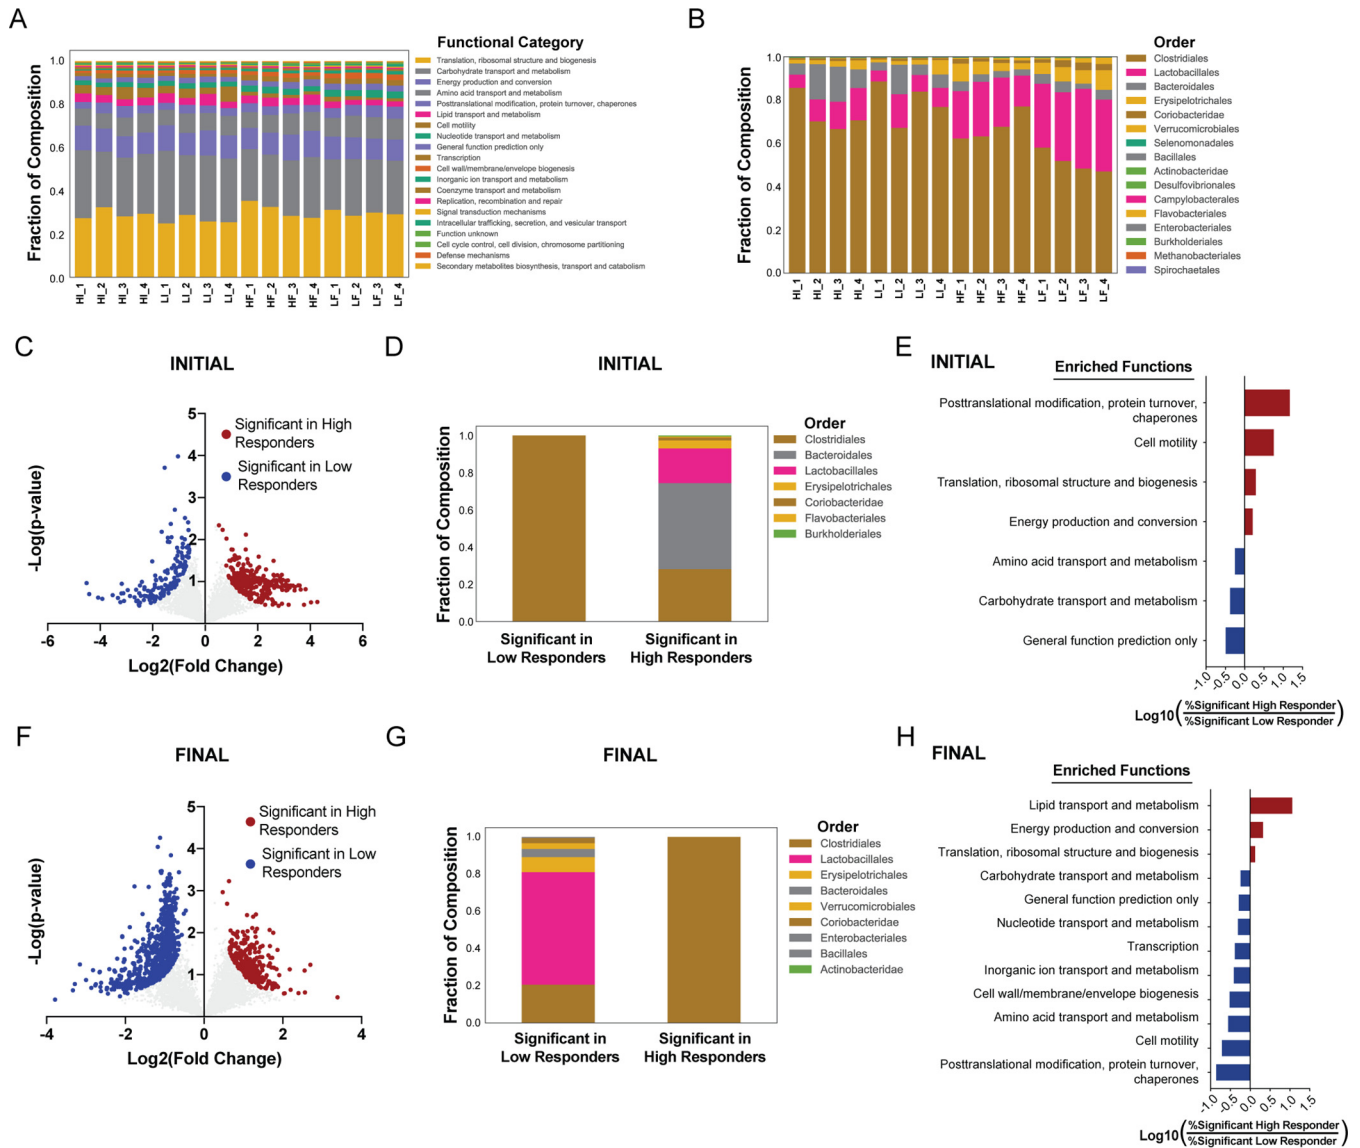 A
Functional Category
Fraction of Composition
1.0
0.8
0.6
0.4
0.2
0.0
HI_1
HI_2
HI_3
HI_4
LI_1
LI_2
LI_3
LI_4
HF_1
HF_2
HF_3
HF_4
LF_1
LF_2
LF_3
LF_4
Translation, ribosomal structure and biogenesis
Carbohydrate transport and metabolism
Energy production and conversion
Amino acid transport and metabolism
Posttranslational modification, protein turnover, chaperones
Lipid transport and metabolism
Cell motility
Nucleotide transport and metabolism
General function prediction only
Transcription
Cell wall/membrane/envelope biogenesis
Inorganic ion transport and metabolism
Coenzyme transport and metabolism
Replication, recombination and repair
Signal transduction mechanisms
Intracellular trafficking, secretion, and vesicular transport
Function unknown
Cell cycle control, cell division, chromosome partitioning
Defense mechanisms
Secondary metabolites biosynthesis, transport and catabolism
B
Order
Fraction of Composition
1.0
0.8
0.6
0.4
0.2
0.0
HI_1
HI_2
HI_3
HI_4
LI_1
LI_2
LI_3
LI_4
HF_1
HF_2
HF_3
HF_4
LF_1
LF_2
LF_3
LF_4
Clostridiales
Lactobacillales
Bacteroidales
Erysipelotrichales
Coriobacteridae
Verrucomicrobiales
Selenomonadales
Bacillales
Actinobacteridae
Desulfovibrionales
Campylobacterales
Flavobacteriales
Enterobacteriales
Burkholderiales
Methanobacteriales
Spirochaetales
C
INITIAL
-Log(p-value)
5
4
3
2
1
Significant in High
Responders
Significant in Low
Responders
-6
-4
-2
0
2
4
6
Log2(Fold Change)
D
INITIAL
Fraction of Composition
1.0
0.8
0.6
0.4
0.2
0.0
Significant in
Low Responders
Significant in
High Responders
Order
Clostridiales
Bacteroidales
Lactobacillales
Erysipelotrichales
Coriobacteridae
Flavobacteriales
Burkholderiales
E
INITIAL
Enriched Functions
Posttranslational modification, protein turnover,
chaperones
Cell motility
Translation, ribosomal structure and biogenesis
Energy production and conversion
Amino acid transport and metabolism
Carbohydrate transport and metabolism
General function prediction only
-1.0
-0.5
0.0
0.5
1.0
1.5
Log10(%Significant High Responder
%Significant Low Responder)
F
FINAL
-Log(p-value)
5
4
3
2
1
Significant in High
Responders
Significant in Low
Responders
-4
-2
0
2
4
Log2(Fold Change)
G
FINAL
Fraction of Composition
1.0
0.8
0.6
0.4
0.2
0.0
Significant in
Low Responders
Significant in
High Responders
Order
Clostridiales
Lactobacillales
Erysipelotrichales
Bacteroidales
Verrucomicrobiales
Coriobacteridae
Enterobacteriales
Bacillales
Actinobacteridae
H
FINAL
Enriched Functions
Lipid transport and metabolism
Energy production and conversion
Translation, ribosomal structure and biogenesis
Carbohydrate transport and metabolism
General function prediction only
Nucleotide transport and metabolism
Transcription
Inorganic ion transport and metabolism
Cell wall/membrane/envelope biogenesis
Amino acid transport and metabolism
Cell motility
Posttranslational modification, protein turnover,
chaperones
-1.0
-0.5
0.0
0.5
1.0
1.5
Log10(%Significant High Responder
%Significant Low Responder)